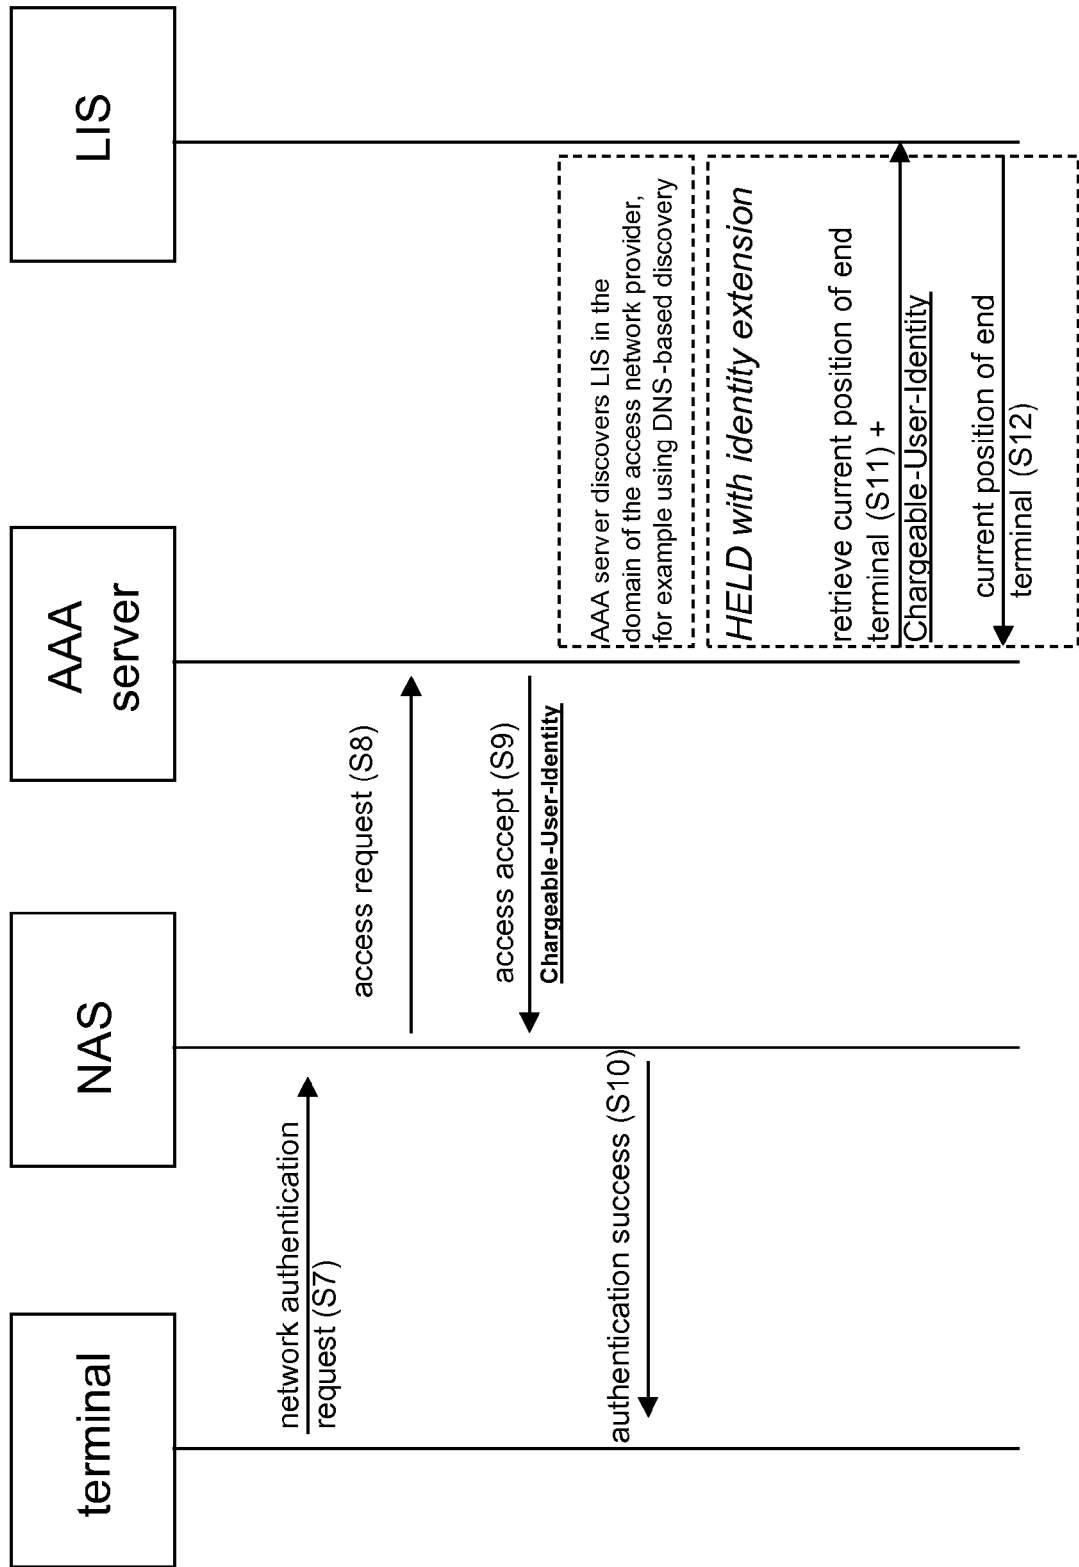 terminal
NAS
AAA
server
LIS
network authentication
request (S7)
access request (S8)
access accept (S9)
Chargeable-User-Identity
authentication success (S10)
AAA server discovers LIS in the
domain of the access network provider,
for example using DNS-based discovery
HELD with identity extension
retrieve current position of end
terminal (S11) +
Chargeable-User-Identity
current position of end
terminal (S12)